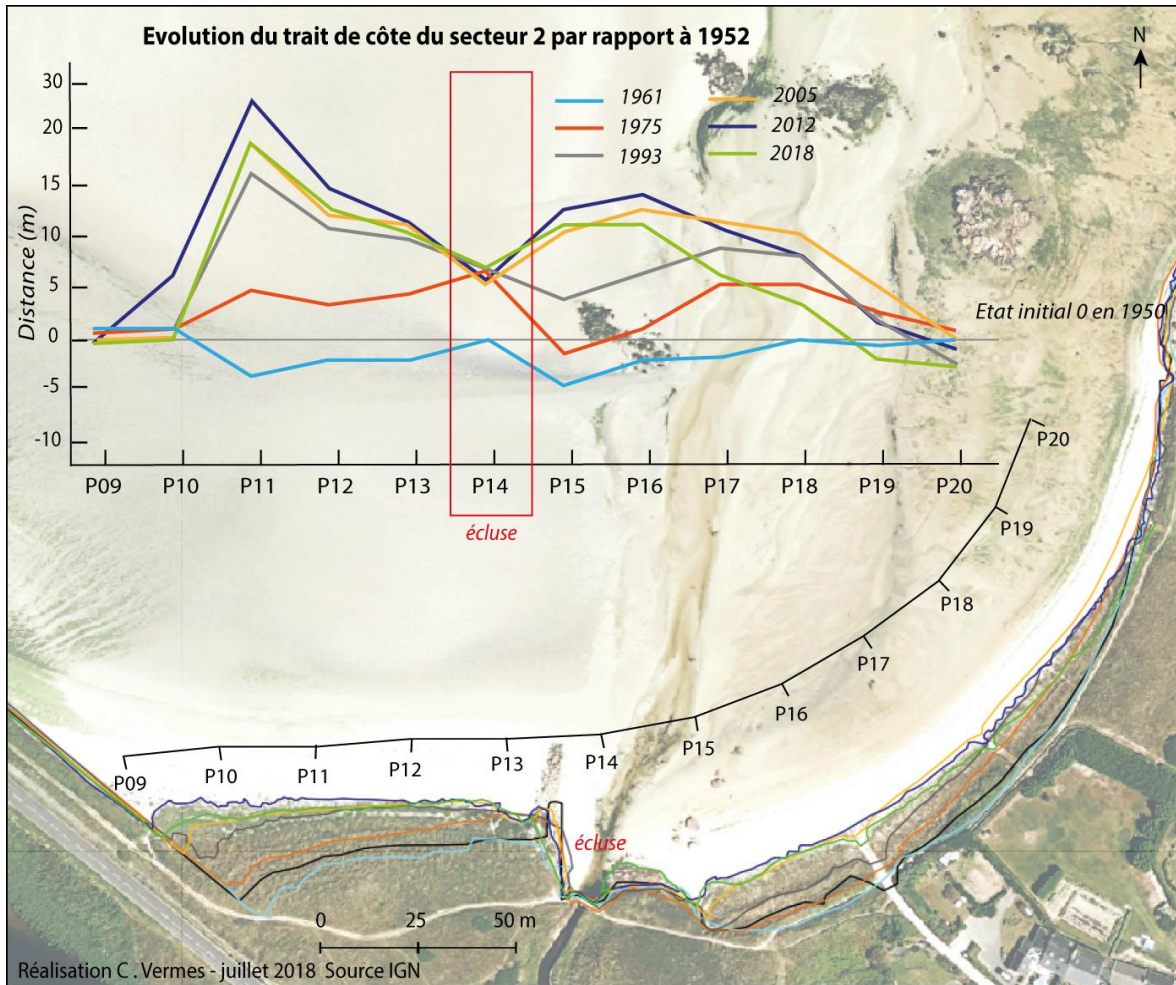 Evolution du trait de côte du secteur 2 par rapport à 1952
N
30
20
15
10
5
0
-5
-10
Distance (m)
1961
1975
1993
2005
2012
2018
Etat initial 0 en 1950
P09 P10 P11 P12 P13 P14 P15 P16 P17 P18 P19 P20
écluse
P20
P19
P18
P17
P16
P15
P09 P10 P11 P12 P13 P14
écluse
0 25 50 m
Réalisation C . Vermes - juillet 2018 Source IGN